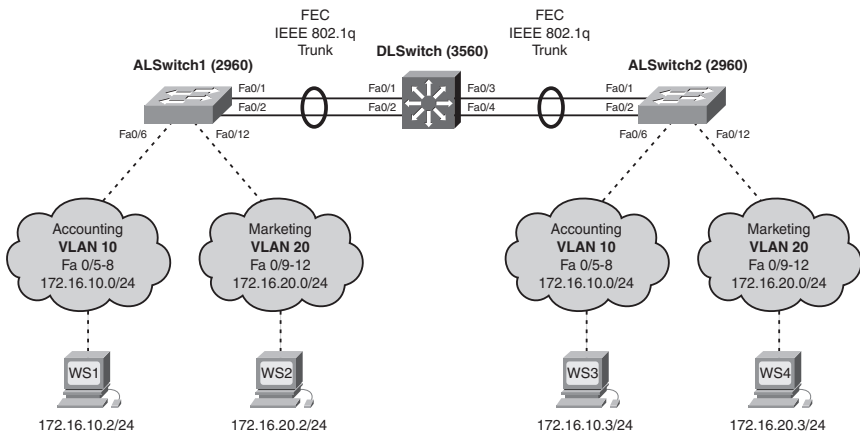 FEC
IEEE 802.1q
Trunk
FEC
IEEE 802.1q
Trunk
ALSwitch1 (2960)
DLSwitch (3560)
ALSwitch2 (2960)
Fa0/1
Fa0/1
Fa0/3
Fa0/1
Fa0/2
Fa0/2
Fa0/4
Fa0/2
Fa0/6
Fa0/12
Fa0/6
Fa0/12
Accounting
VLAN 10
Fa 0/5-8
172.16.10.0/24
Marketing
VLAN 20
Fa 0/9-12
172.16.20.0/24
Accounting
VLAN 10
Fa 0/5-8
172.16.10.0/24
Marketing
VLAN 20
Fa 0/9-12
172.16.20.0/24
WS1
WS2
WS3
WS4
172.16.10.2/24
172.16.20.2/24
172.16.10.3/24
172.16.20.3/24